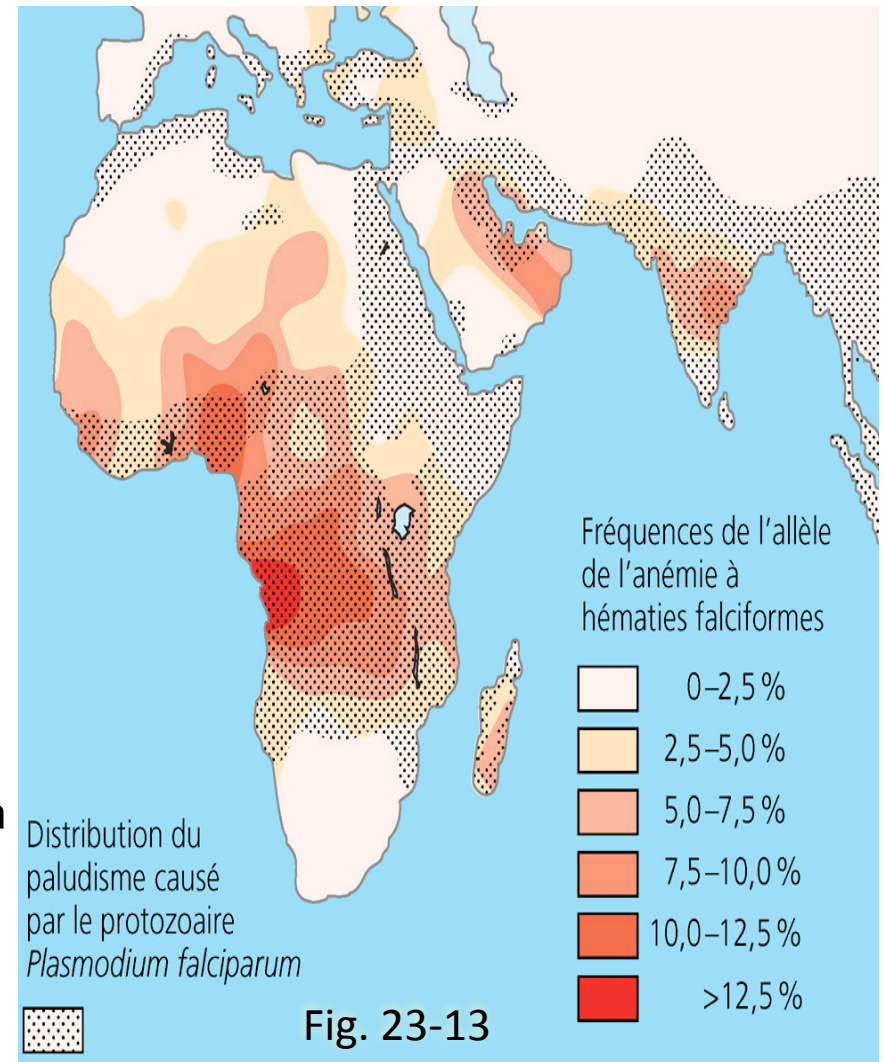 Fréquences de l'allèle
de l'anémie à
hématies falciformes
0–2,5 %
2,5–5,0 %
5,0–7,5 %
7,5–10,0 %
10,0–12,5 %
>12,5 %
Distribution du
paludisme causé
par le protozoaire
Plasmodium falciparum
Fig. 23-13